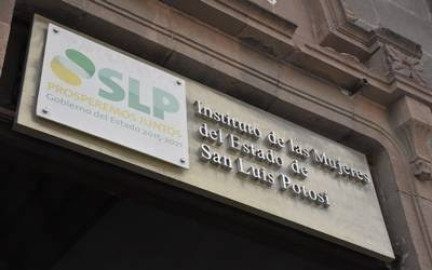 SLP
PROSPEREMOS JUNTOS
Gobierno del Estado 2015-2021
Instituto de las Mujeres
del Estado de
San Luis Potosí